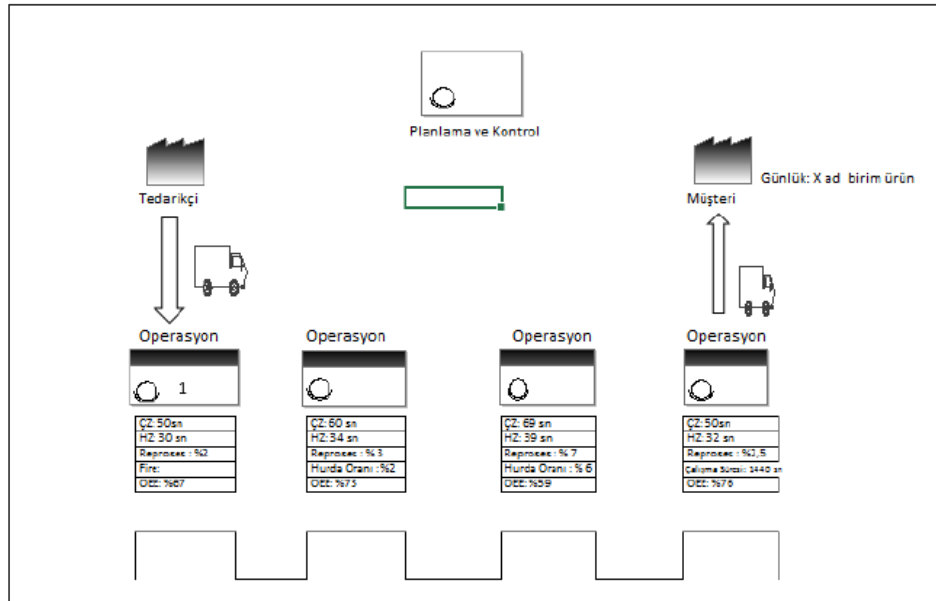 Planlama ve Kontrol
Tedarikçi
Müşteri
Günlük: X ad birim ürün
Operasyon
1
ÇZ: 50sn
HZ: 30 sn
Reproses : %2
Fire:
OEE: %67
Operasyon
ÇZ: 60 sn
HZ: 34 sn
Reproses : % 3
Hurda Oranı : %2
OEE: %73
Operasyon
ÇZ: 69 sn
HZ: 39 sn
Reproses : % 7
Hurda Oranı : % 6
OEE: %59
Operasyon
ÇZ: 50sn
HZ: 32 sn
Reproses : %2,5
Çalışma Süresi: 1440 sn
OEE: %76